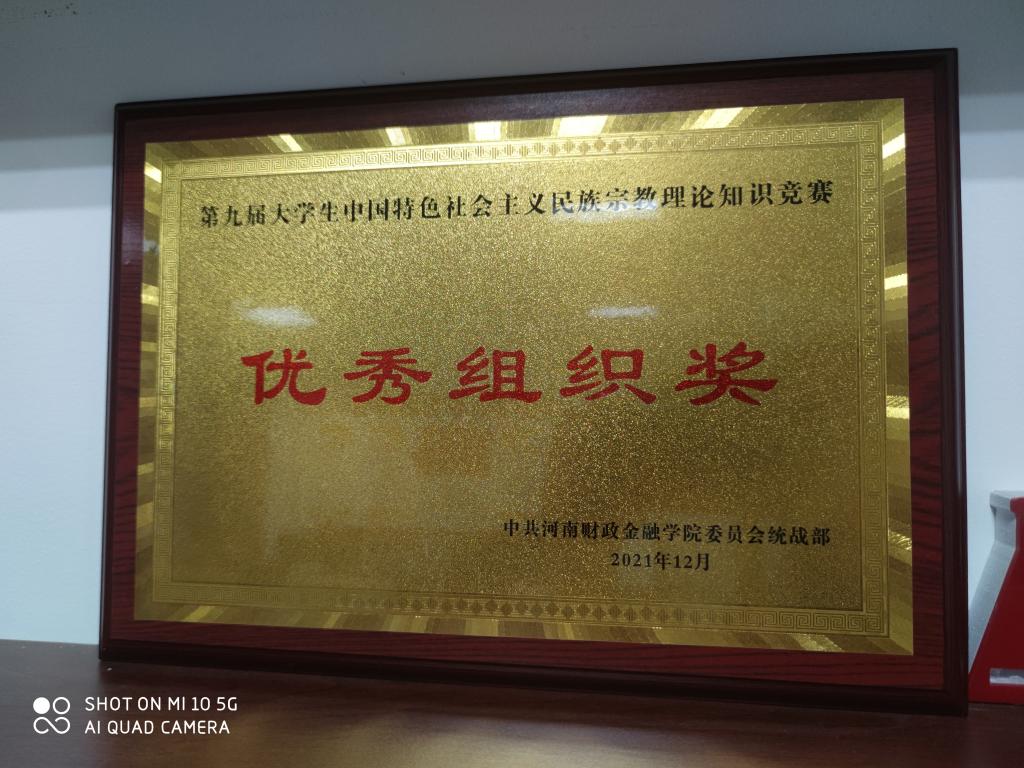 第九届大学生中国特色社会主义民族宗教理论知识竞赛
优秀组织奖
中共河南财政金融学院委员会统战部
2021年12月
SHOT ON MI 10 5G
AI QUAD CAMERA